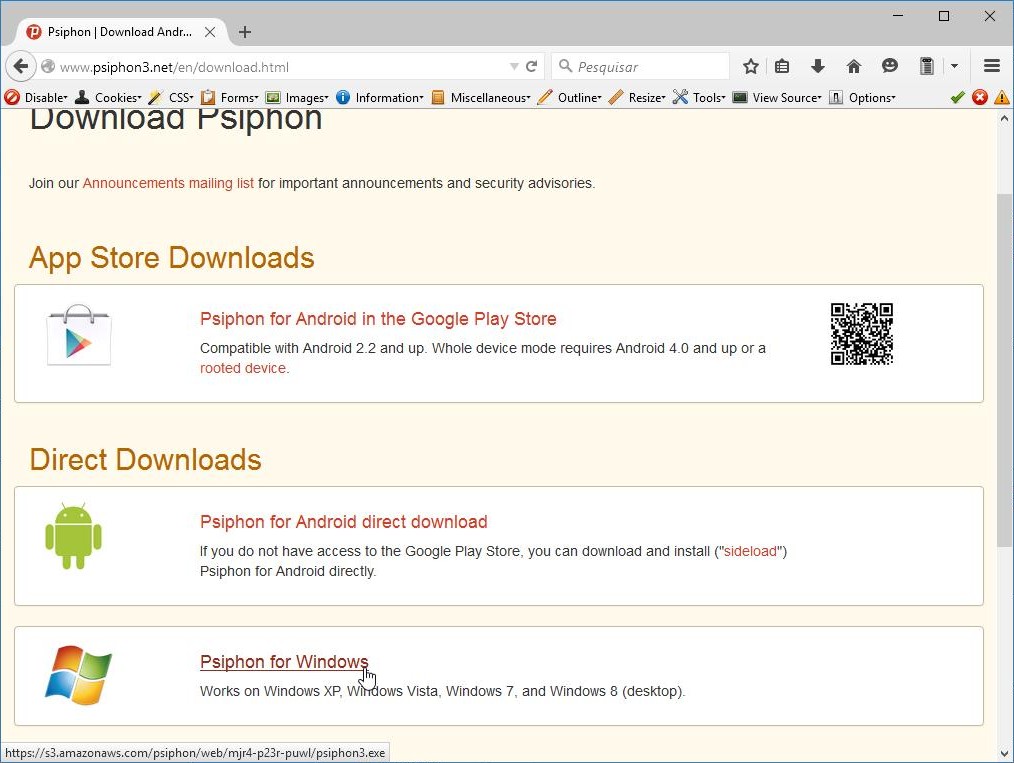 Psiphon | Download Andr...
www.psiphon3.net/en/download.html
Pesquisar
Disable Cookies CSS Forms Images Information Miscellaneous Outline Resize Tools View Source Options
Download Psiphon
Join our Announcements mailing list for important announcements and security advisories.
App Store Downloads
Psiphon for Android in the Google Play Store
Compatible with Android 2.2 and up. Whole device mode requires Android 4.0 and up or a
rooted device.
Direct Downloads
Psiphon for Android direct download
If you do not have access to the Google Play Store, you can download and install ("sideload")
Psiphon for Android directly.
Psiphon for Windows
Works on Windows XP, Windows Vista, Windows 7, and Windows 8 (desktop).
https://s3.amazonaws.com/psiphon/web/mjr4-p23r-puwl/psiphon3.exe